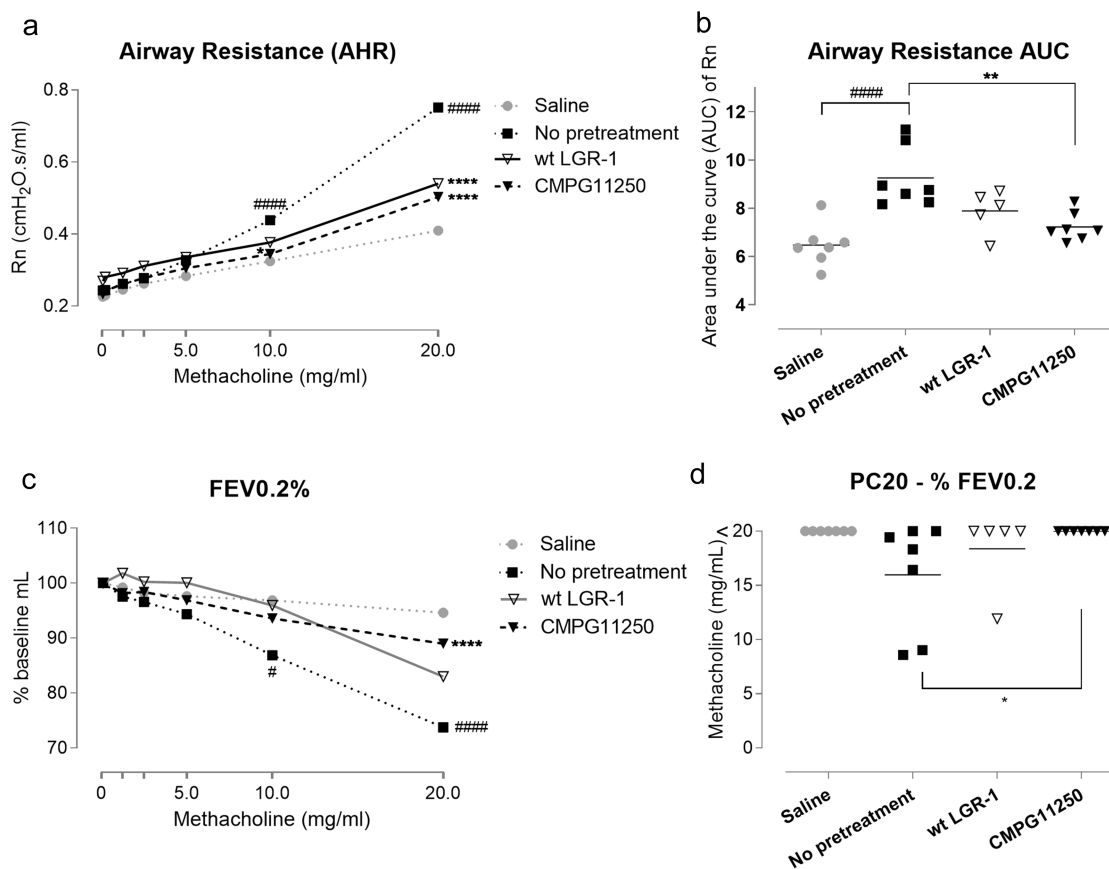 a
Airway Resistance (AHR)
Rn (cmH2O.s/ml)
0.8
0.6
0.4
0.2
####
####
****
****
*
0
5.0
10.0
20.0
Methacholine (mg/ml)
Saline
No pretreatment
wt LGR-1
CMPG11250
b
Airway Resistance AUC
Area under the curve (AUC) of Rn
12
10
8
6
4
####
**
Saline
No pretreatment
wt LGR-1
CMPG11250
c
FEV0.2%
% baseline mL
110
100
90
80
70
#
####
****
0
5.0
10.0
20.0
Methacholine (mg/ml)
Saline
No pretreatment
wt LGR-1
CMPG11250
d
PC20 - % FEV0.2
Methacholine (mg/mL)
20
<
15
10
5
0
*
Saline
No pretreatment
wt LGR-1
CMPG11250